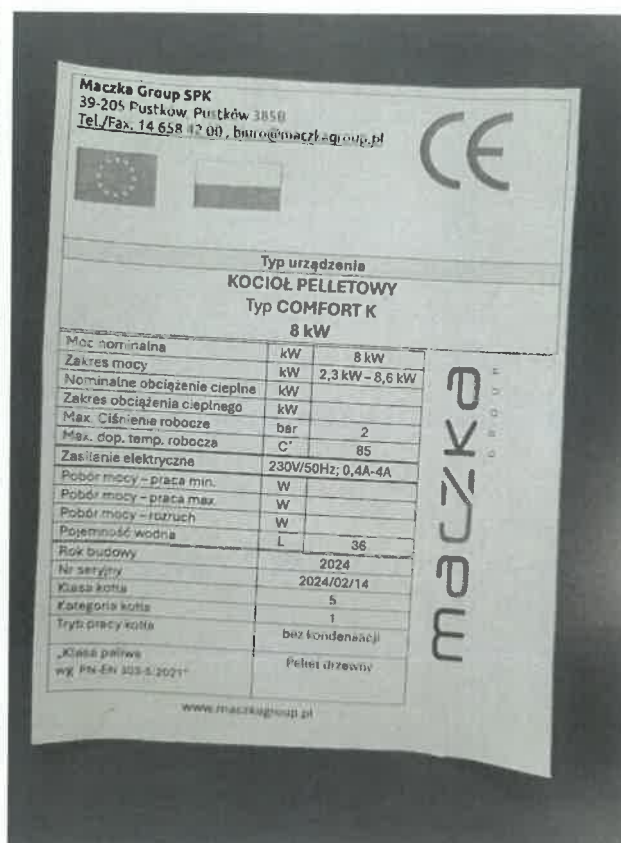 Maczka Group SPK
39-205 Pustków, Pustków 385B
Tel./Fax. 14 658 12 00, biuro@maczkagroup.pl
CE
Typ urządzenia
KOCIOŁ PELLETOWY
Typ COMFORT K
8 kW
Moc nominalna kW 8 kW
Zakres mocy kW 2,3 kW – 8,6 kW
Nominalne obciążenie cieplne kW
Zakres obciążenia cieplnego kW
Max. Ciśnienie robocze bar 2
Max. dop. temp. robocza C° 85
Zasilanie elektryczne 230V/50Hz; 0,4A-4A
Pobór mocy – praca min. W
Pobór mocy – praca max. W
Pobór mocy – rozruch W
Pojemność wodna L 36
Rok budowy 2024
Nr seryjny 2024/02/14
Klasa kotła 5
Kategoria kotła 1
Tryb pracy kotła bez kondensacji
„Klasa paliwa
wg PN-EN 303-5:2021" Pellet drzewny
www.maczkagroup.pl
maczka
GROUP